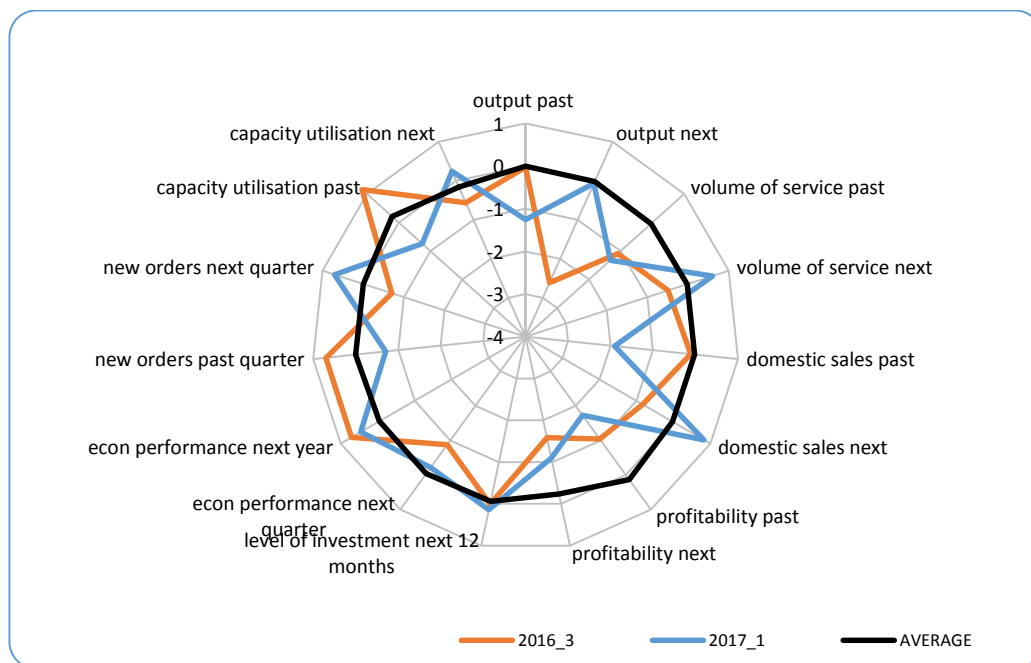 output past
output next
volume of service past
volume of service next
domestic sales past
domestic sales next
profitability past
profitability next
level of investment next 12
months
econ performance next
quarter
econ performance next year
new orders past quarter
new orders next quarter
capacity utilisation past
capacity utilisation next
1
0
-1
-2
-3
-4
2016_3
2017_1
AVERAGE